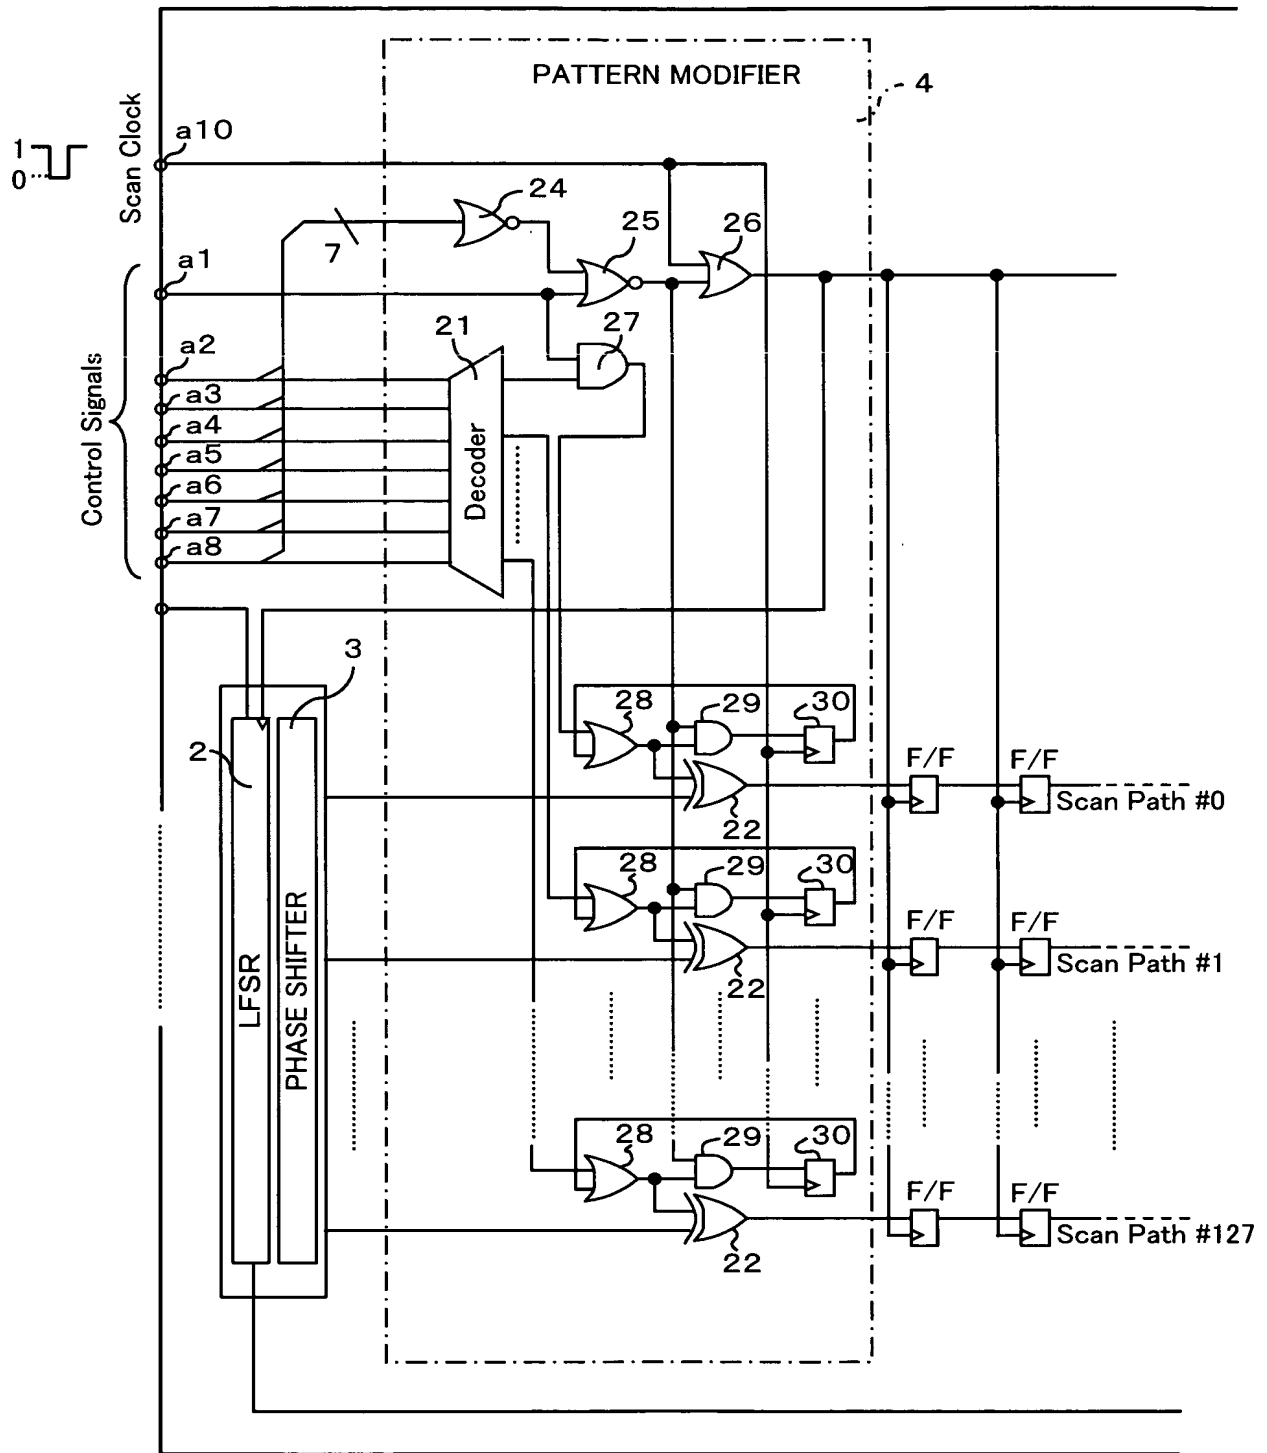 PATTERN MODIFIER
4
Scan Clock
a10
1
0
24
7
25
26
a1
27
21
Control Signals
a2
a3
a4
a5
a6
a7
a8
Decoder
3
2
LFSR
PHASE SHIFTER
28
29
30
22
F/F
F/F
Scan Path #0
28
29
30
22
F/F
F/F
Scan Path #1
28
29
30
22
F/F
F/F
Scan Path #127